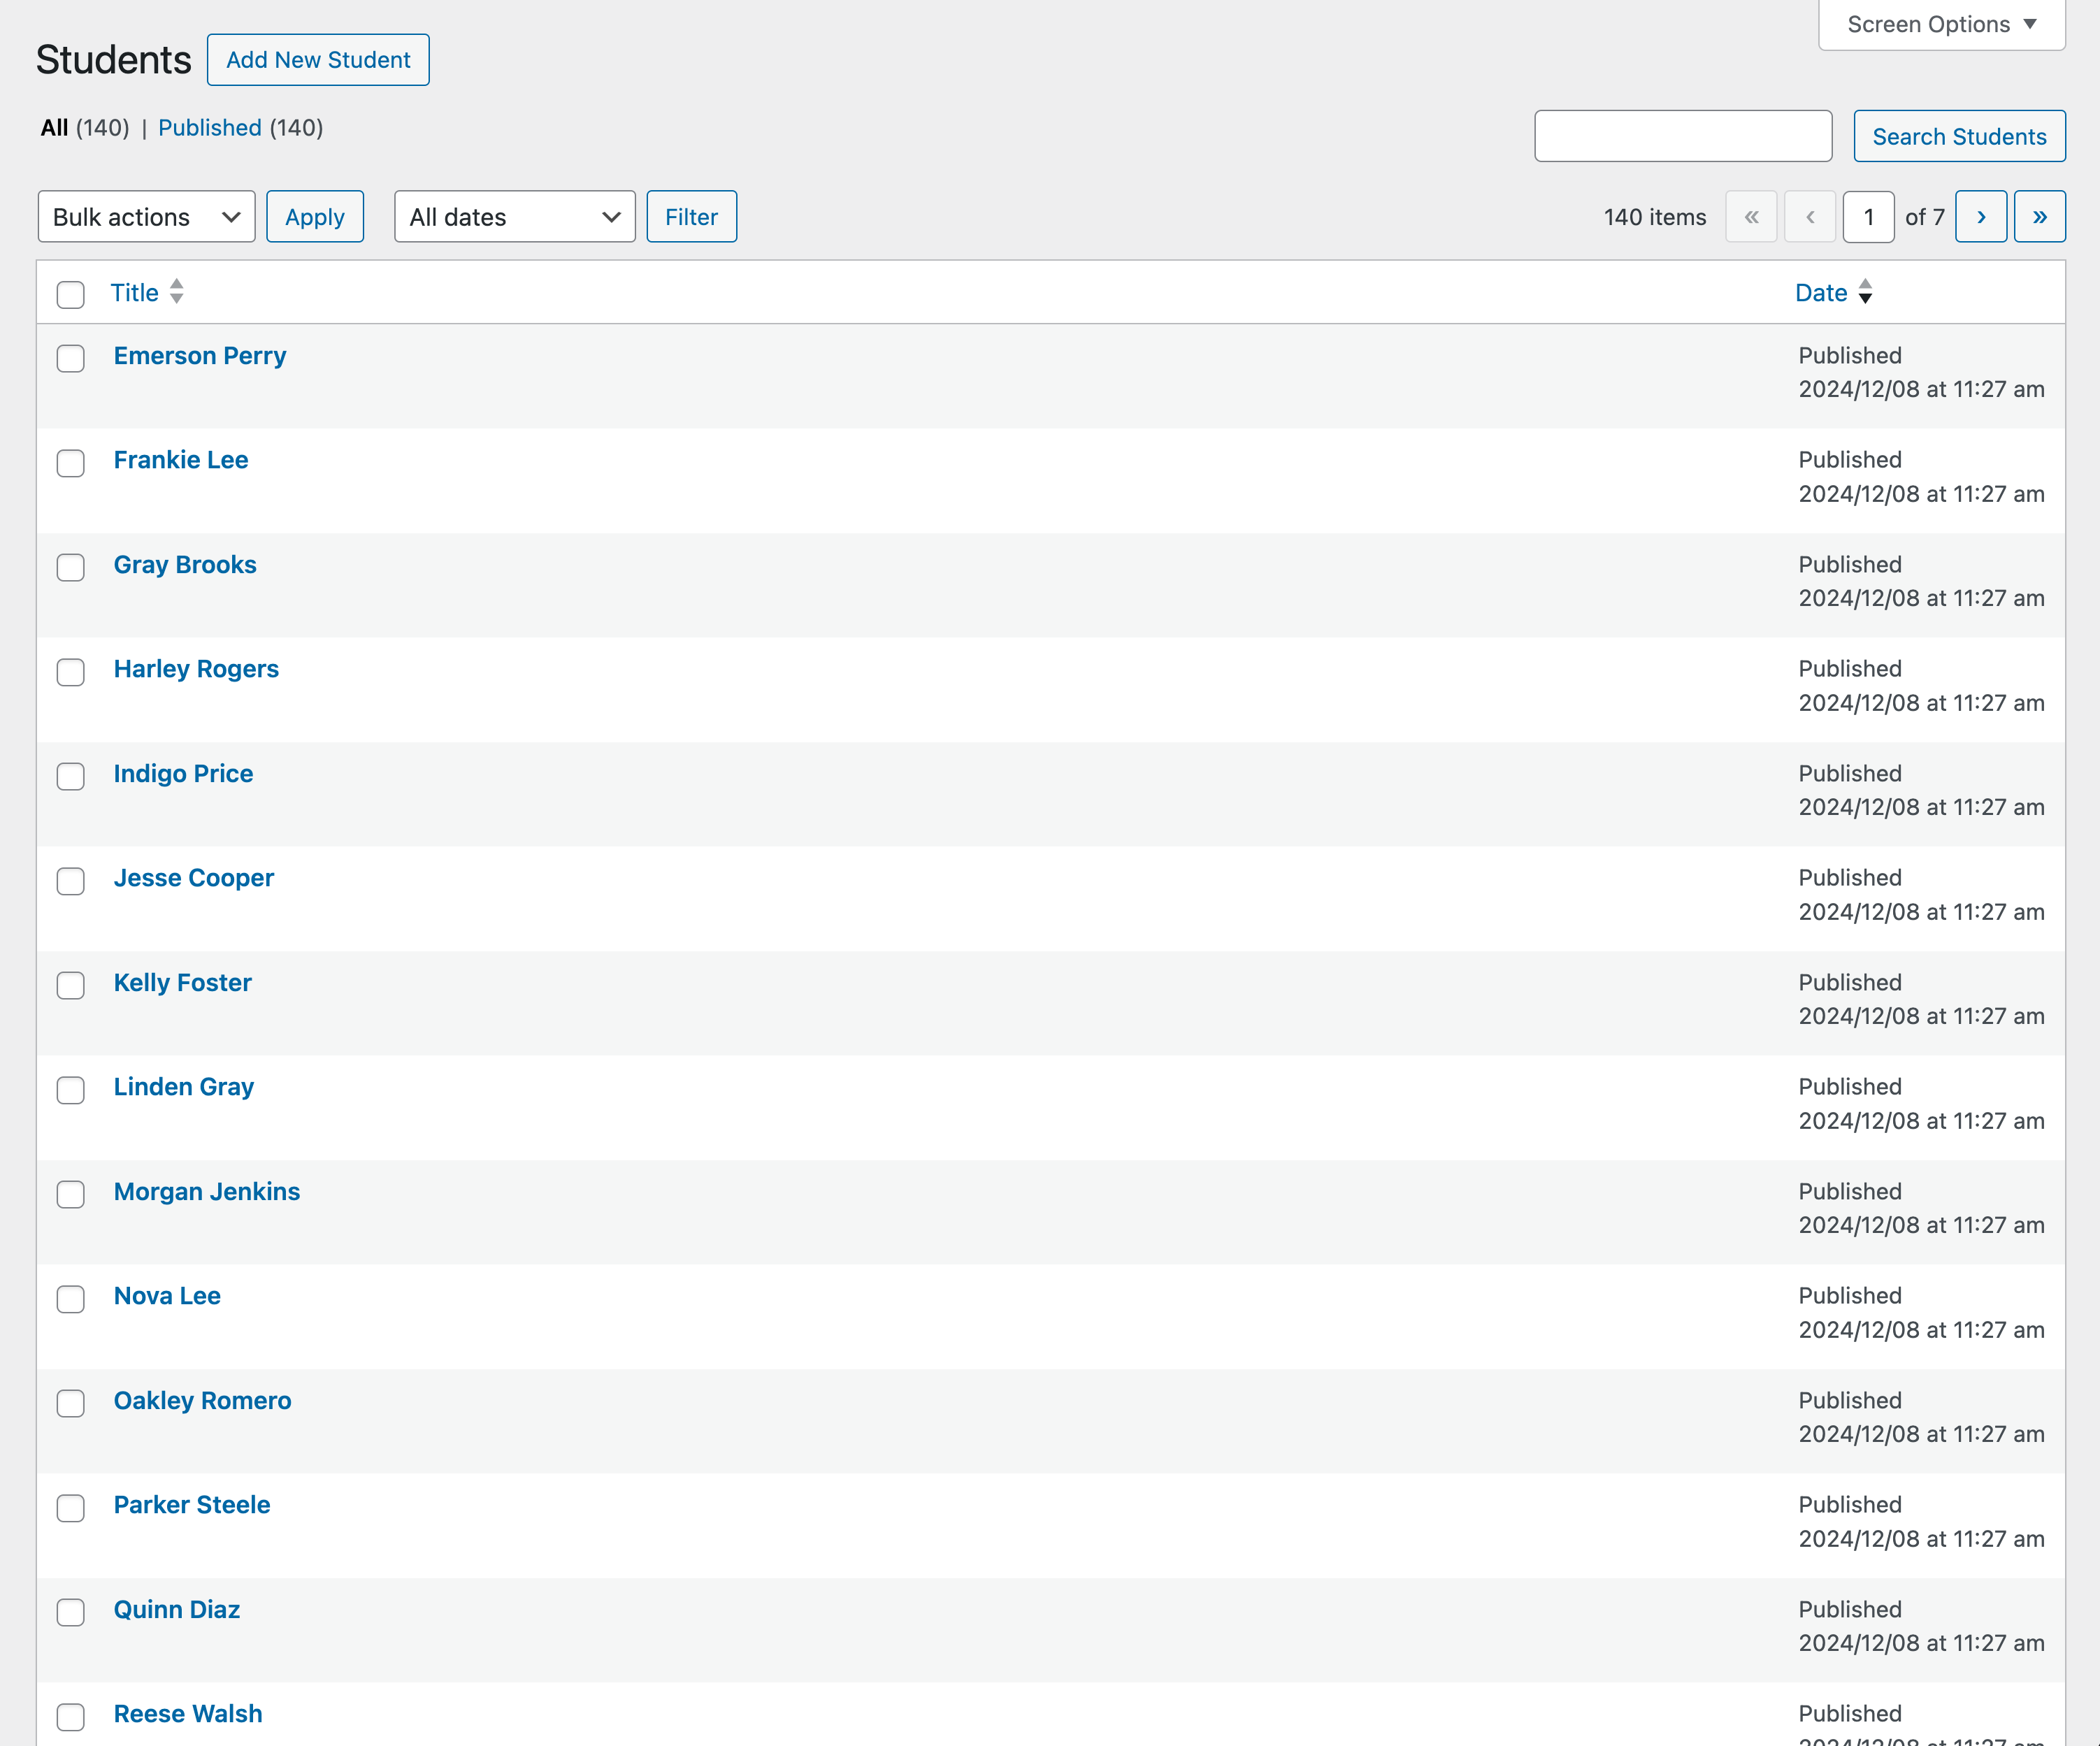 Screen Options ▼
Students Add New Student
All (140) | Published (140)
Search Students
Bulk actions Apply All dates Filter 140 items « ‹ 1 of 7 › »
Title Date
Emerson Perry Published
2024/12/08 at 11:27 am
Frankie Lee Published
2024/12/08 at 11:27 am
Gray Brooks Published
2024/12/08 at 11:27 am
Harley Rogers Published
2024/12/08 at 11:27 am
Indigo Price Published
2024/12/08 at 11:27 am
Jesse Cooper Published
2024/12/08 at 11:27 am
Kelly Foster Published
2024/12/08 at 11:27 am
Linden Gray Published
2024/12/08 at 11:27 am
Morgan Jenkins Published
2024/12/08 at 11:27 am
Nova Lee Published
2024/12/08 at 11:27 am
Oakley Romero Published
2024/12/08 at 11:27 am
Parker Steele Published
2024/12/08 at 11:27 am
Quinn Diaz Published
2024/12/08 at 11:27 am
Reese Walsh Published